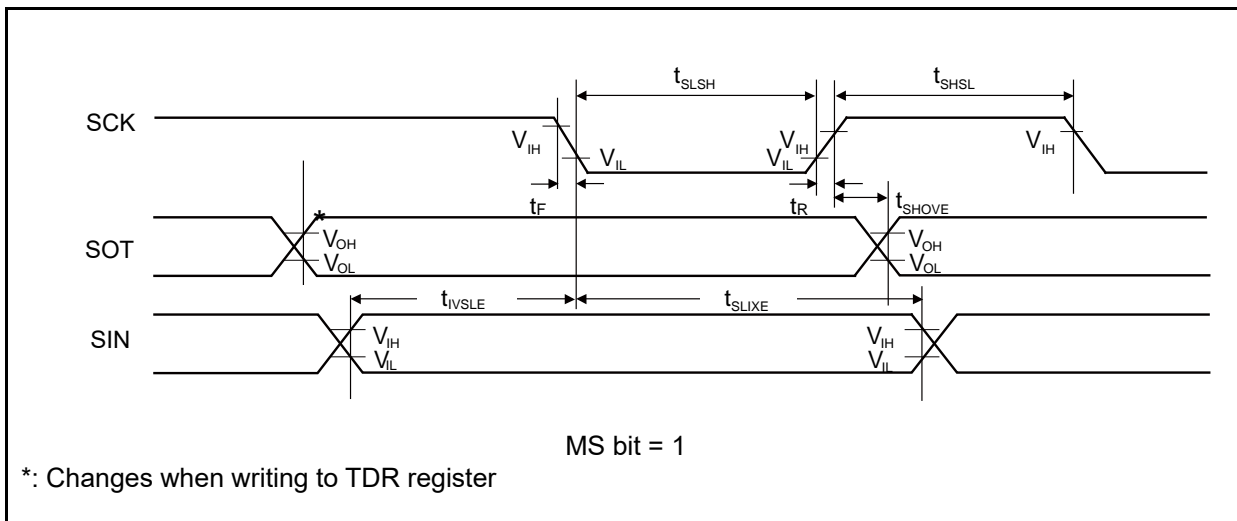 tSLSH tSHSL
SCK
VIH VIL VIH VIL VIH
tF tR tSHOVE
*
SOT
VOH VOH
VOL VOL
tIVSLE tSLIXE
SIN
VIH VIH
VIL VIL
MS bit = 1
*: Changes when writing to TDR register